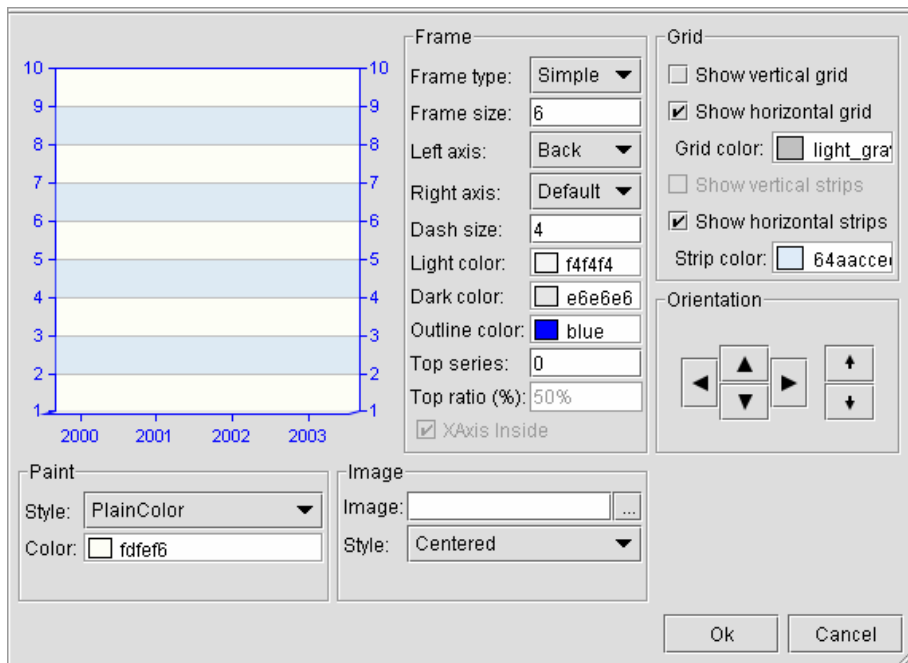 10
9
8
7
6
5
4
3
2
1
10
9
8
7
6
5
4
3
2
1
2000 2001 2002 2003
Frame
Frame type: Simple
Frame size: 6
Left axis: Back
Right axis: Default
Dash size: 4
Light color: f4f4f4
Dark color: e6e6e6
Outline color: blue
Top series: 0
Top ratio (%): 50%
XAxis Inside
Grid
Show vertical grid
Show horizontal grid
Grid color: light_gra
Show vertical strips
Show horizontal strips
Strip color: 64aacce
Orientation
Paint
Style: PlainColor
Color: fdfef6
Image
Image: ...
Style: Centered
Ok Cancel